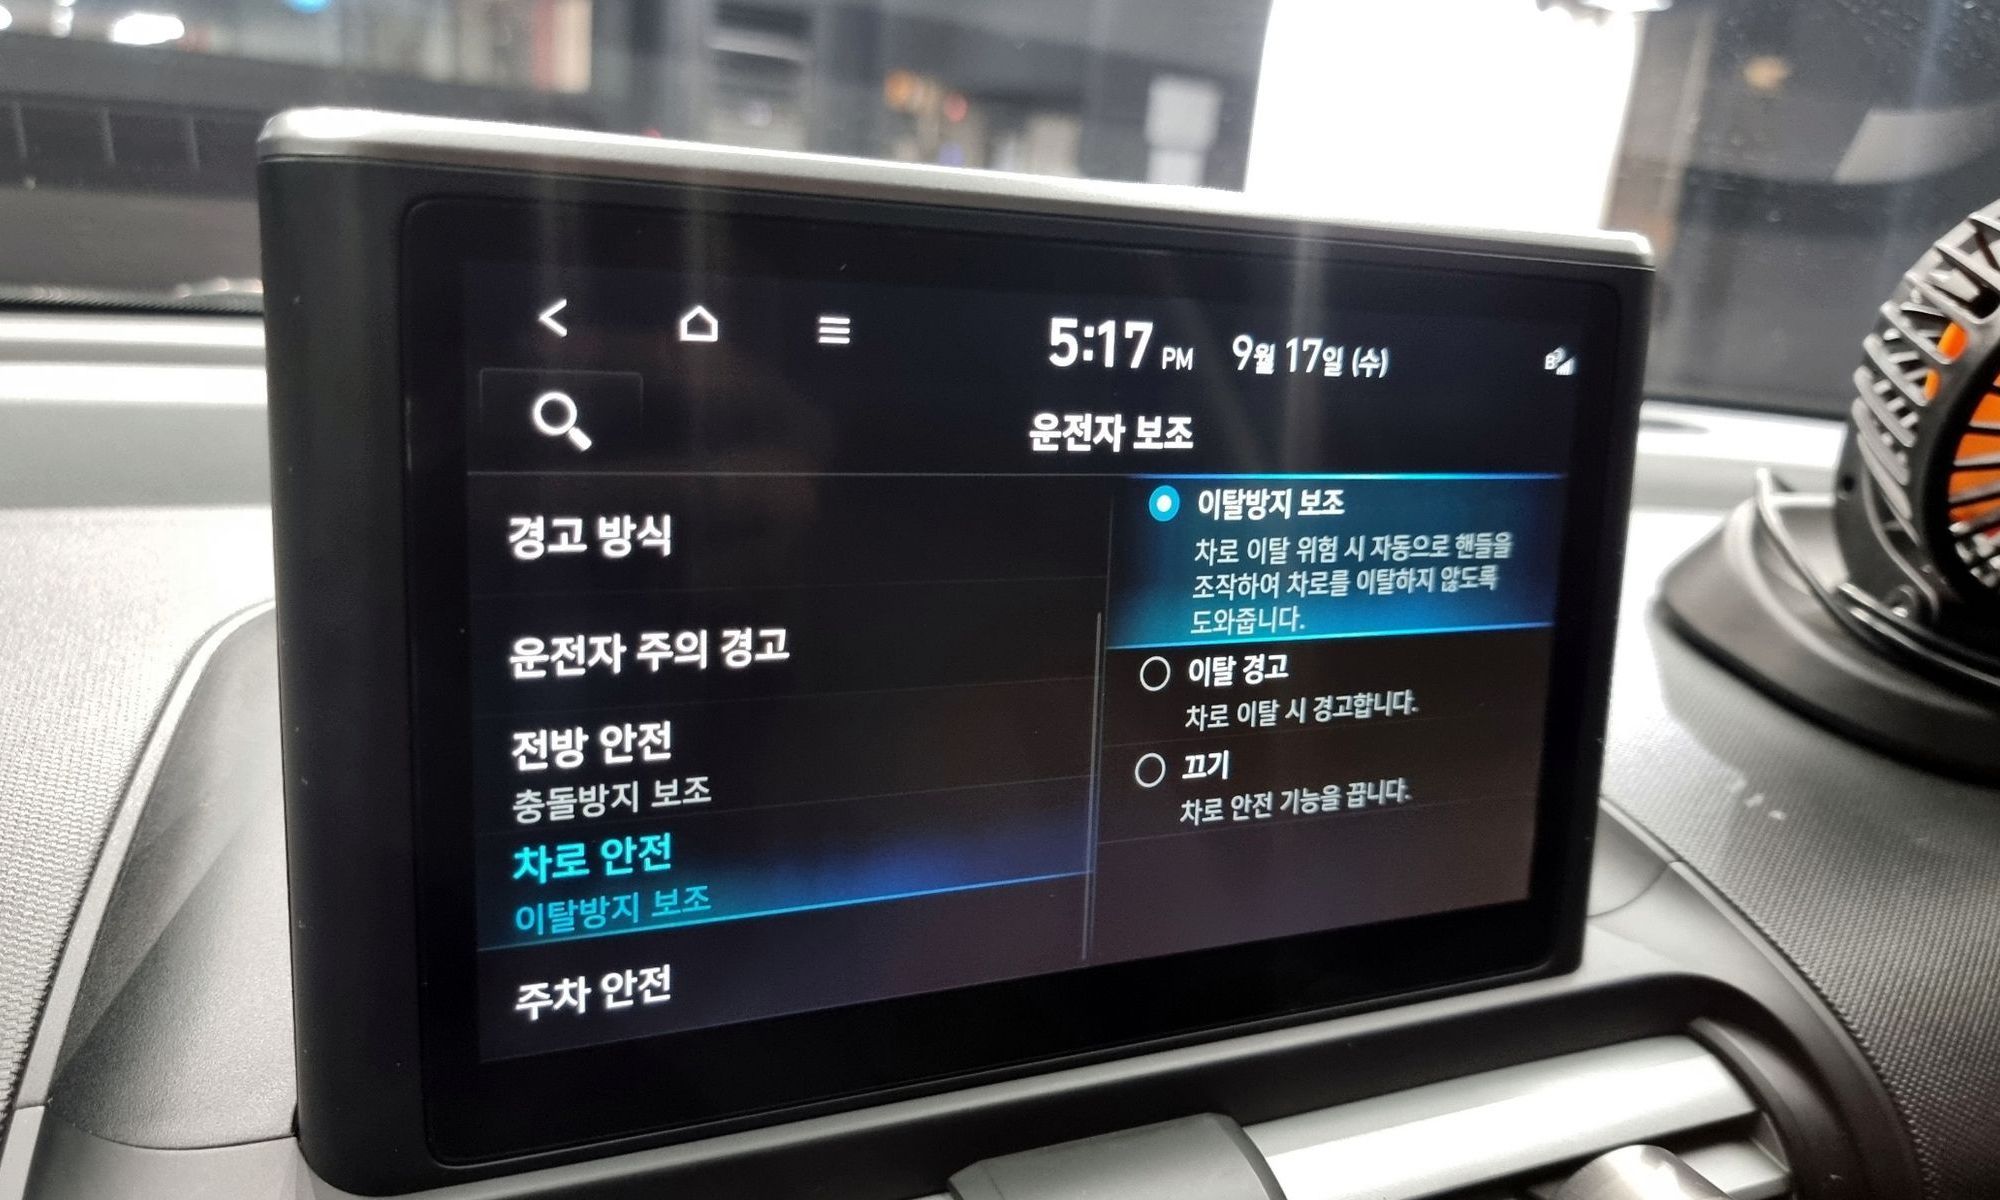 5:17 PM 9월 17일 (수)
운전자 보조
경고 방식
운전자 주의 경고
전방 안전
충돌방지 보조
차로 안전
이탈방지 보조
주차 안전
이탈방지 보조
차로 이탈 위험 시 자동으로 핸들을
조작하여 차로를 이탈하지 않도록
도와줍니다.
이탈 경고
차로 이탈 시 경고합니다.
끄기
차로 안전 기능을 끕니다.